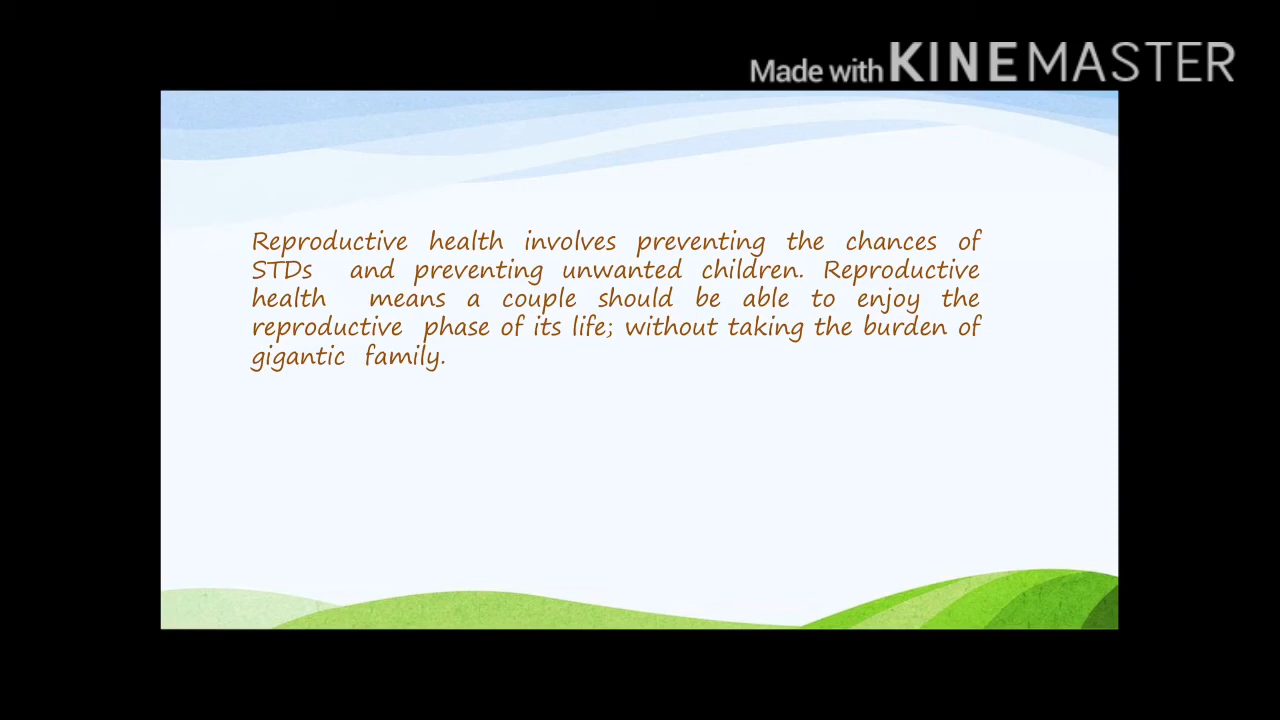 Made with KINEMASTER
Reproductive health involves preventing the chances of
STDs and preventing unwanted children. Reproductive
health means a couple should be able to enjoy the
reproductive phase of its life; without taking the burden of
gigantic family.